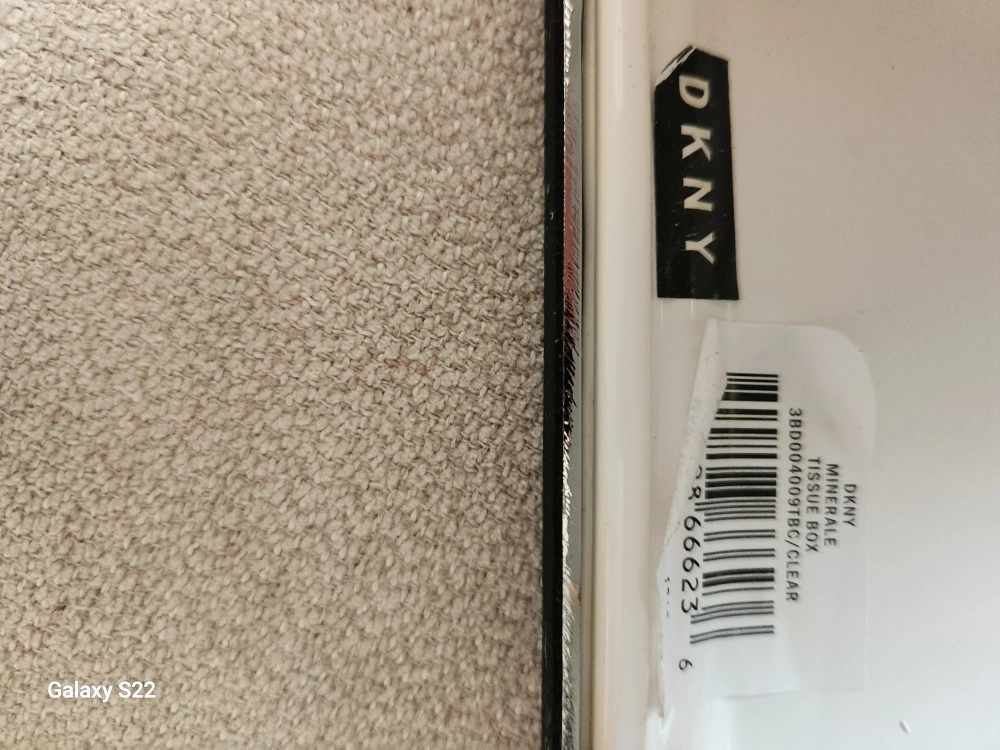 DKNY
DKNY
MINERALE
TISSUE BOX
3BD004009TBC/CLEAR
66623 6
Galaxy S22